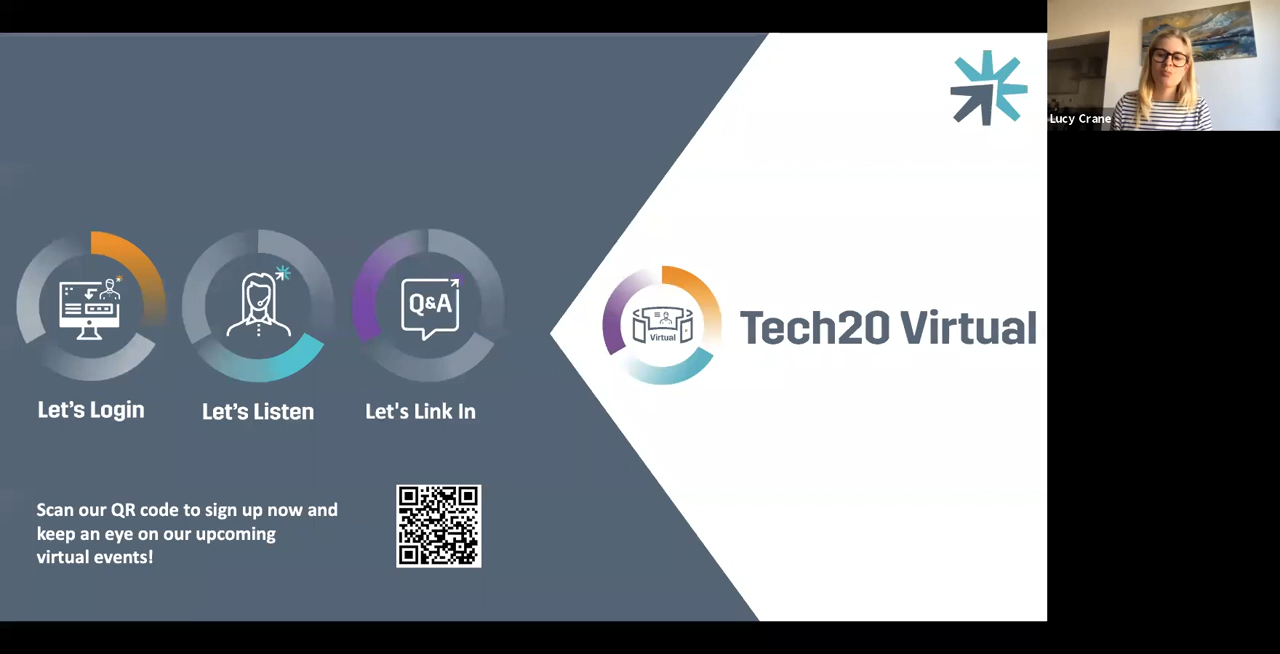 Lucy Crane
Q&A
Virtual
Tech20 Virtual
Let's Login
Let's Listen
Let's Link In
Scan our QR code to sign up now and
keep an eye on our upcoming
virtual events!